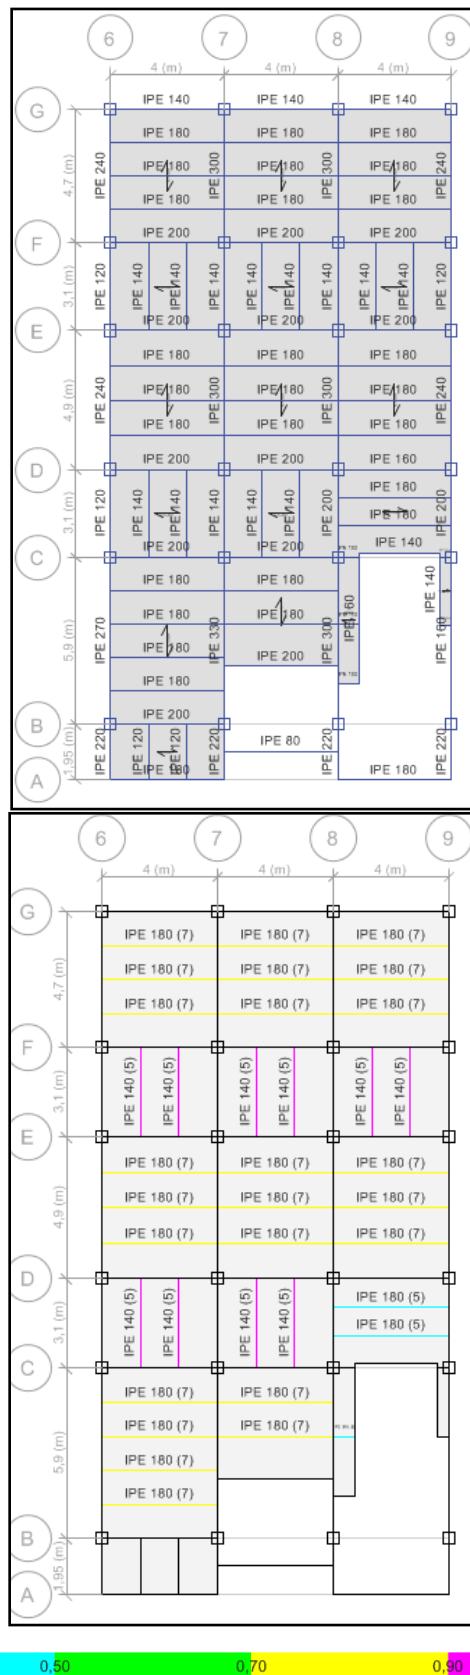 6 7 8 9
4 (m) 4 (m) 4 (m)
IPE 140 IPE 140 IPE 140
G
IPE 180 IPE 180 IPE 180
4,7 (m) IPE 240 IPE 180 IPE 300 IPE 180 IPE 300 IPE 180 IPE 240
IPE 180 IPE 180 IPE 180
IPE 200 IPE 200 IPE 200
F
3,1 (m) IPE 120 IPE 140 IPE 140 IPE 140 IPE 140 IPE 140 IPE 140 IPE 140 IPE 140 IPE 120
IPE 200 IPE 200 IPE 200
E
IPE 180 IPE 180 IPE 180
4,9 (m) IPE 240 IPE 180 IPE 300 IPE 180 IPE 300 IPE 180 IPE 240
IPE 180 IPE 180 IPE 180
IPE 200 IPE 200 IPE 160
D
IPE 180
3,1 (m) IPE 120 IPE 140 IPE 140 IPE 140 IPE 140 IPE 140 IPE 200 IPE 180 IPE 200
IPE 200 IPE 200 IPE 140
C
IPE 180 IPE 180
IPE 140
IPE 180 IPE 180 IPE 160
5,9 (m) IPE 270 IPE 180 IPE 330 IPE 300 IPE 160
IPE 200
IPE 180
IPE 200
B
1,95 (m) IPE 220 IPE 120 IPE 120 IPE 220 IPE 80 IPE 220 IPE 220
IPE 180 IPE 180
A
6 7 8 9
4 (m) 4 (m) 4 (m)
G
IPE 180 (7) IPE 180 (7) IPE 180 (7)
4,7 (m) IPE 180 (7) IPE 180 (7) IPE 180 (7)
IPE 180 (7) IPE 180 (7) IPE 180 (7)
F
3,1 (m) IPE 140 (5) IPE 140 (5) IPE 140 (5) IPE 140 (5) IPE 140 (5) IPE 140 (5)
E
IPE 180 (7) IPE 180 (7) IPE 180 (7)
4,9 (m) IPE 180 (7) IPE 180 (7) IPE 180 (7)
IPE 180 (7) IPE 180 (7) IPE 180 (7)
D
IPE 180 (5)
3,1 (m) IPE 140 (5) IPE 140 (5) IPE 140 (5) IPE 140 (5) IPE 180 (5)
C
IPE 180 (7) IPE 180 (7)
IPE 180 (7) IPE 180 (7)
5,9 (m) IPE 180 (7)
IPE 180 (7)
B
1,95 (m)
A
0,50 0,70 0,90